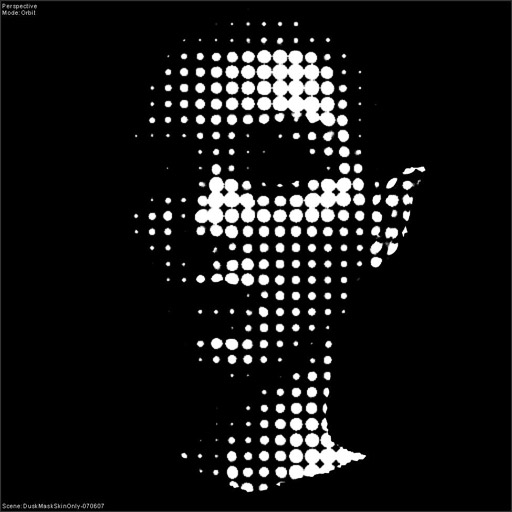 Perspective
Mode: Orbit
Scene: DuskMaskSkinOnly-070607